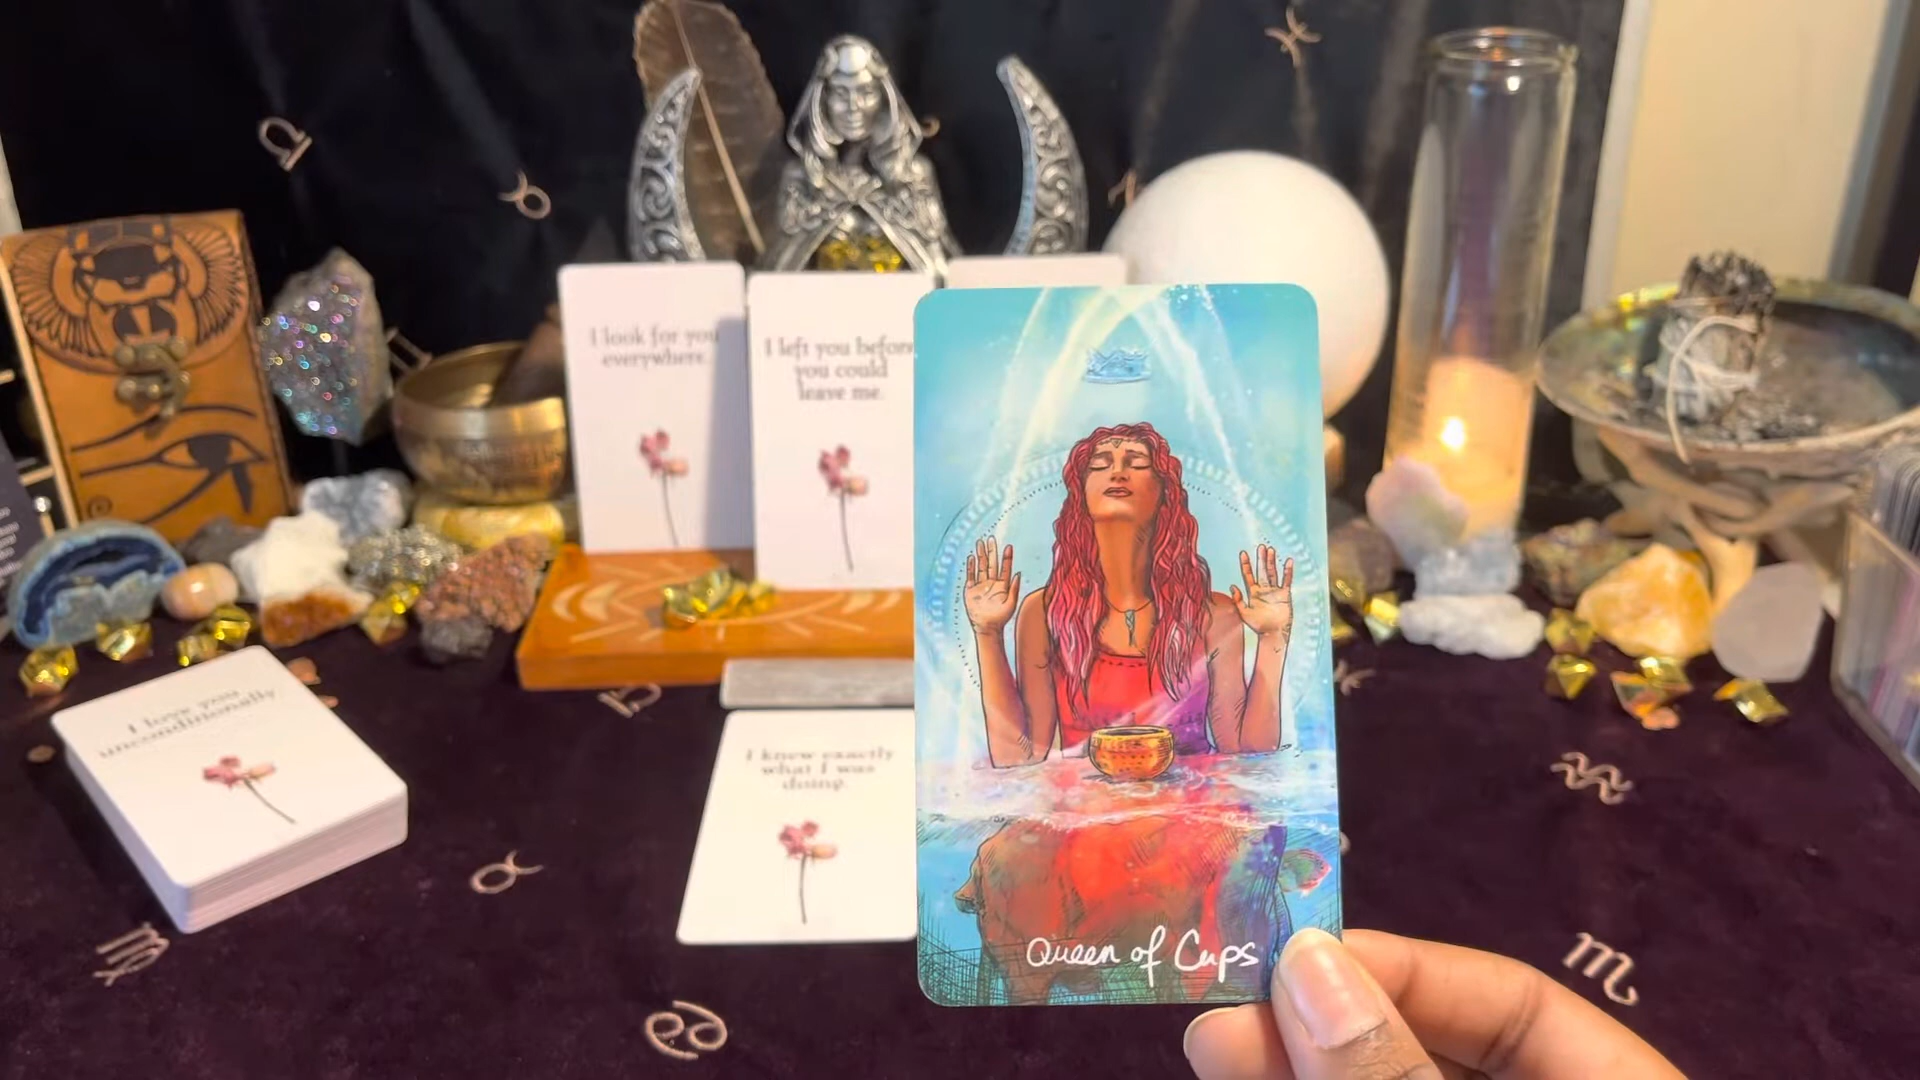 I look for you
everywhere.
I left you before
you could
leave me.
I love you
unconditionally
I knew exactly
what I was
doing.
Queen of Cups